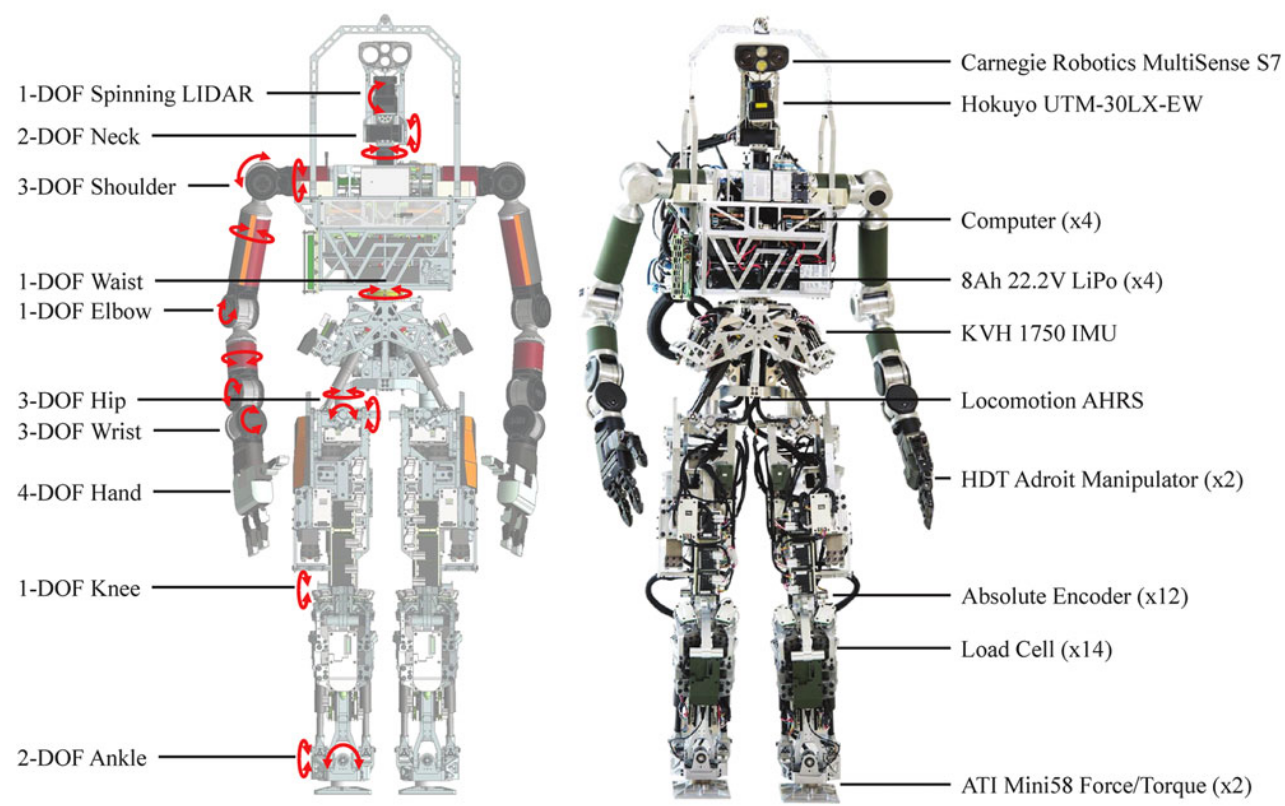 1-DOF Spinning LIDAR
2-DOF Neck
3-DOF Shoulder
1-DOF Waist
1-DOF Elbow
3-DOF Hip
3-DOF Wrist
4-DOF Hand
1-DOF Knee
2-DOF Ankle
Carnegie Robotics MultiSense S7
Hokuyo UTM-30LX-EW
Computer (x4)
8Ah 22.2V LiPo (x4)
KVH 1750 IMU
Locomotion AHRS
HDT Adroit Manipulator (x2)
Absolute Encoder (x12)
Load Cell (x14)
ATI Mini58 Force/Torque (x2)